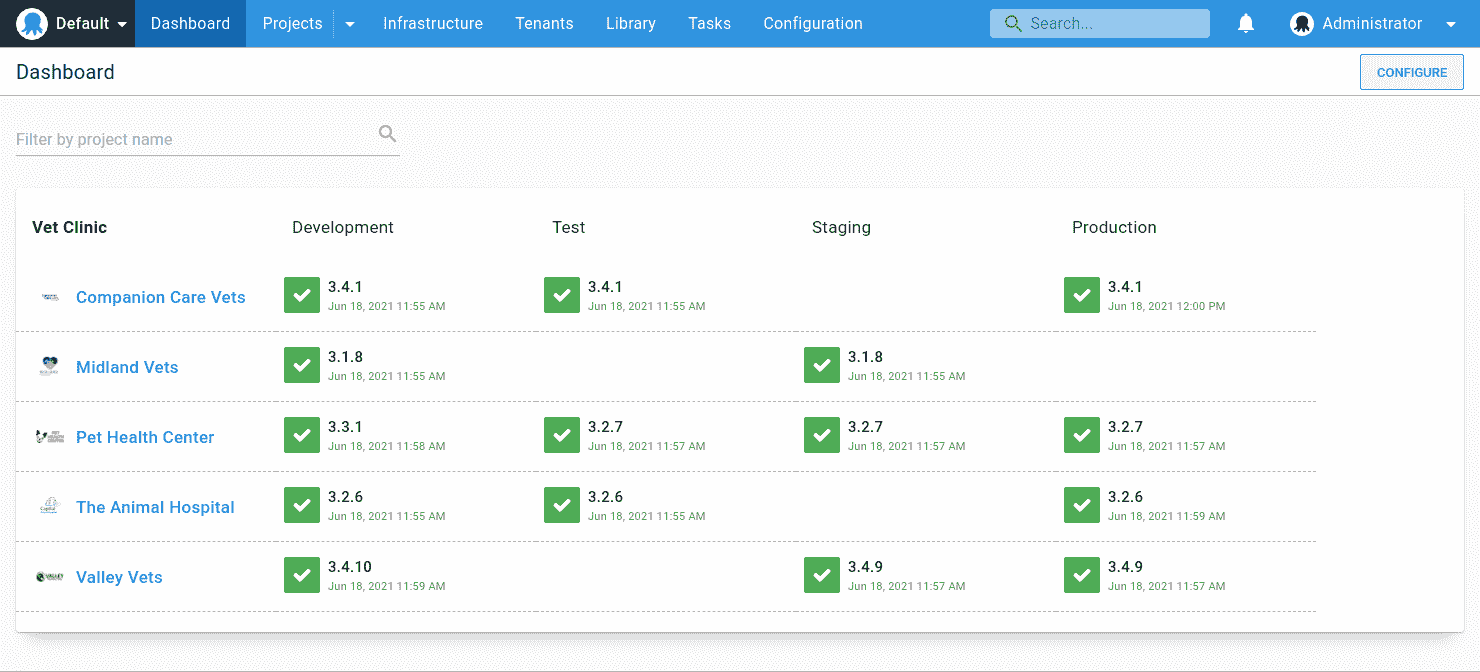 Default Dashboard Projects Infrastructure Tenants Library Tasks Configuration Search... Administrator
Dashboard CONFIGURE
Filter by project name
Vet Clinic Development Test Staging Production
Companion Care Vets 3.4.1 3.4.1 3.4.1
Jun 18, 2021 11:55 AM Jun 18, 2021 11:55 AM Jun 18, 2021 12:00 PM
Midland Vets 3.1.8 3.1.8
Jun 18, 2021 11:55 AM Jun 18, 2021 11:55 AM
Pet Health Center 3.3.1 3.2.7 3.2.7 3.2.7
Jun 18, 2021 11:58 AM Jun 18, 2021 11:57 AM Jun 18, 2021 11:57 AM Jun 18, 2021 11:57 AM
The Animal Hospital 3.2.6 3.2.6 3.2.6
Jun 18, 2021 11:55 AM Jun 18, 2021 11:55 AM Jun 18, 2021 11:59 AM
VALLEY Valley Vets 3.4.10 3.4.9 3.4.9
Jun 18, 2021 11:59 AM Jun 18, 2021 11:57 AM Jun 18, 2021 11:57 AM